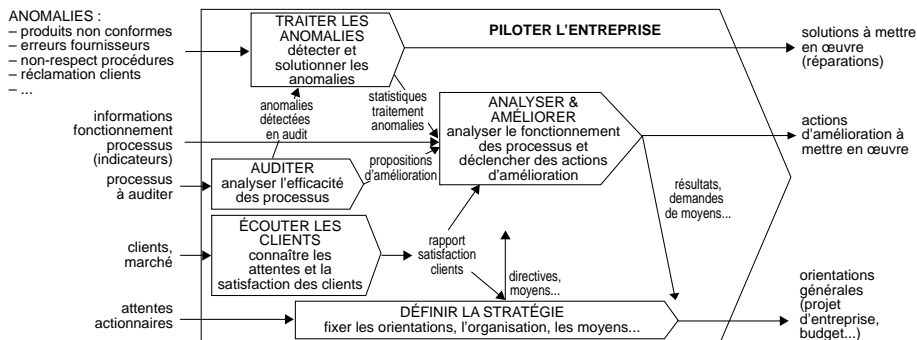 ANOMALIES :
– produits non conformes
– erreurs fournisseurs
– non-respect procédures
– réclamation clients
– ...
TRAITER LES
ANOMALIES
détecter et
solutionner les
anomalies
PILOTER L’ENTREPRISE
solutions à mettre
en œuvre
(réparations)
anomalies
détectées
en audit
statistiques
traitement
anomalies
informations
fonctionnement
processus
(indicateurs)
ANALYSER &
AMÉLIORER
analyser le fonctionnement
des processus et
déclencher des actions
d’amélioration
actions
d’amélioration à
mettre en œuvre
processus
à auditer
AUDITER
analyser l’efficacité
des processus
propositions
d’amélioration
résultats,
demandes
de moyens...
clients,
marché
ÉCOUTER LES
CLIENTS
connaître les
attentes et la
satisfaction des clients
rapport
satisfaction
clients
directives,
moyens...
attentes
actionnaires
DÉFINIR LA STRATÉGIE
fixer les orientations, l’organisation, les moyens...
orientations
générales
(projet
d’entreprise,
budget...)